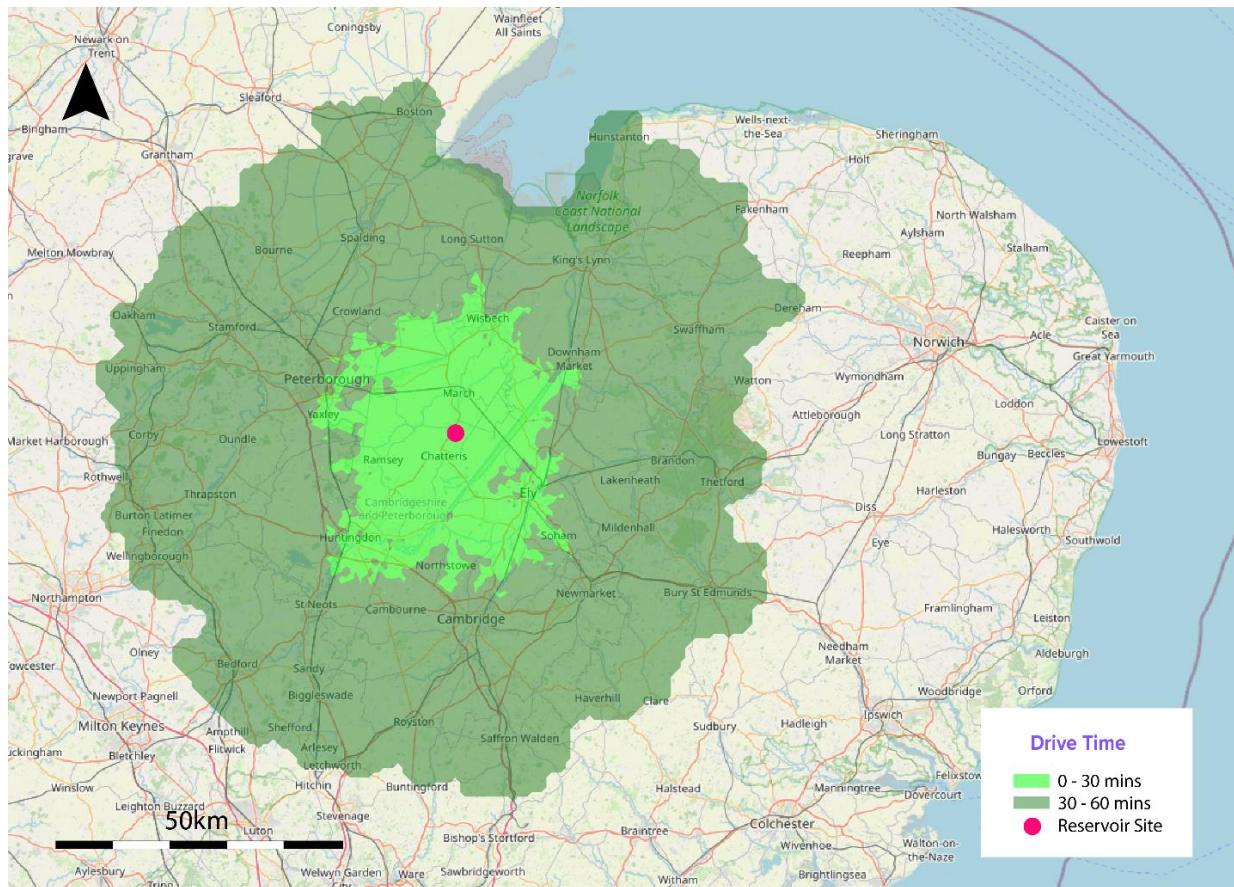 Wainfleet
All Saints
Coningsby
Newark on
Trent
Sleaford
Boston
Bingham
grave
Grantham
Hunstanton
Wells-next-
the-Sea
Sheringham
Holt
Norfolk
Coast National
Landscape
Fakenham
North Walsham
Aylsham
Stalham
Reepham
Melton Mowbray
Bourne
Spalding
Long Sutton
King's Lynn
Oakham
Stamford
Crowland
Wisbech
Dereham
Swaffham
Norwich
Acle
Caister on
Sea
Great Yarmouth
Uppingham
Peterborough
Downham
Market
Watton
Wymondham
March
Yaxley
Attleborough
Loddon
Market Harborough
Corby
Oundle
Long Stratton
Lowestoft
Bungay
Beccles
Rothwell
Ramsey
Chatteris
Brandon
Thetford
Lakenheath
Harleston
Thrapston
Ely
Diss
Cambridgeshire
and Peterborough
Burton Latimer
Finedon
Mildenhall
Halesworth
Southwold
Huntingdon
Soham
Eye
Wellingborough
Northstowe
Northampton
Newmarket
Bury St Edmunds
St Neots
Cambourne
Cambridge
Framlingham
Leiston
Olney
Needham
Market
Aldeburgh
owcester
Bedford
Sandy
Newport Pagnell
Biggleswade
Haverhill
Clare
Woodbridge
Orford
Milton Keynes
Ampthill
Shefford
Royston
Sudbury
Hadleigh
Ipswich
uckingham
Bletchley
Flitwick
Arlesey
Saffron Walden
Letchworth
Hitchin
Buntingford
Winslow
Halstead
Manningtree
Felixstow
Dovercourt
Leighton Buzzard
Luton
Stevenage
Bishop's Stortford
Braintree
Colchester
Wivenhoe
Walton-on-
the-Naze
Aylesbury
Tring
Welwyn Garden
City
Ware
Sawbridgeworth
Witham
Brightlingsea
50km
Drive Time
0 - 30 mins
30 - 60 mins
Reservoir Site